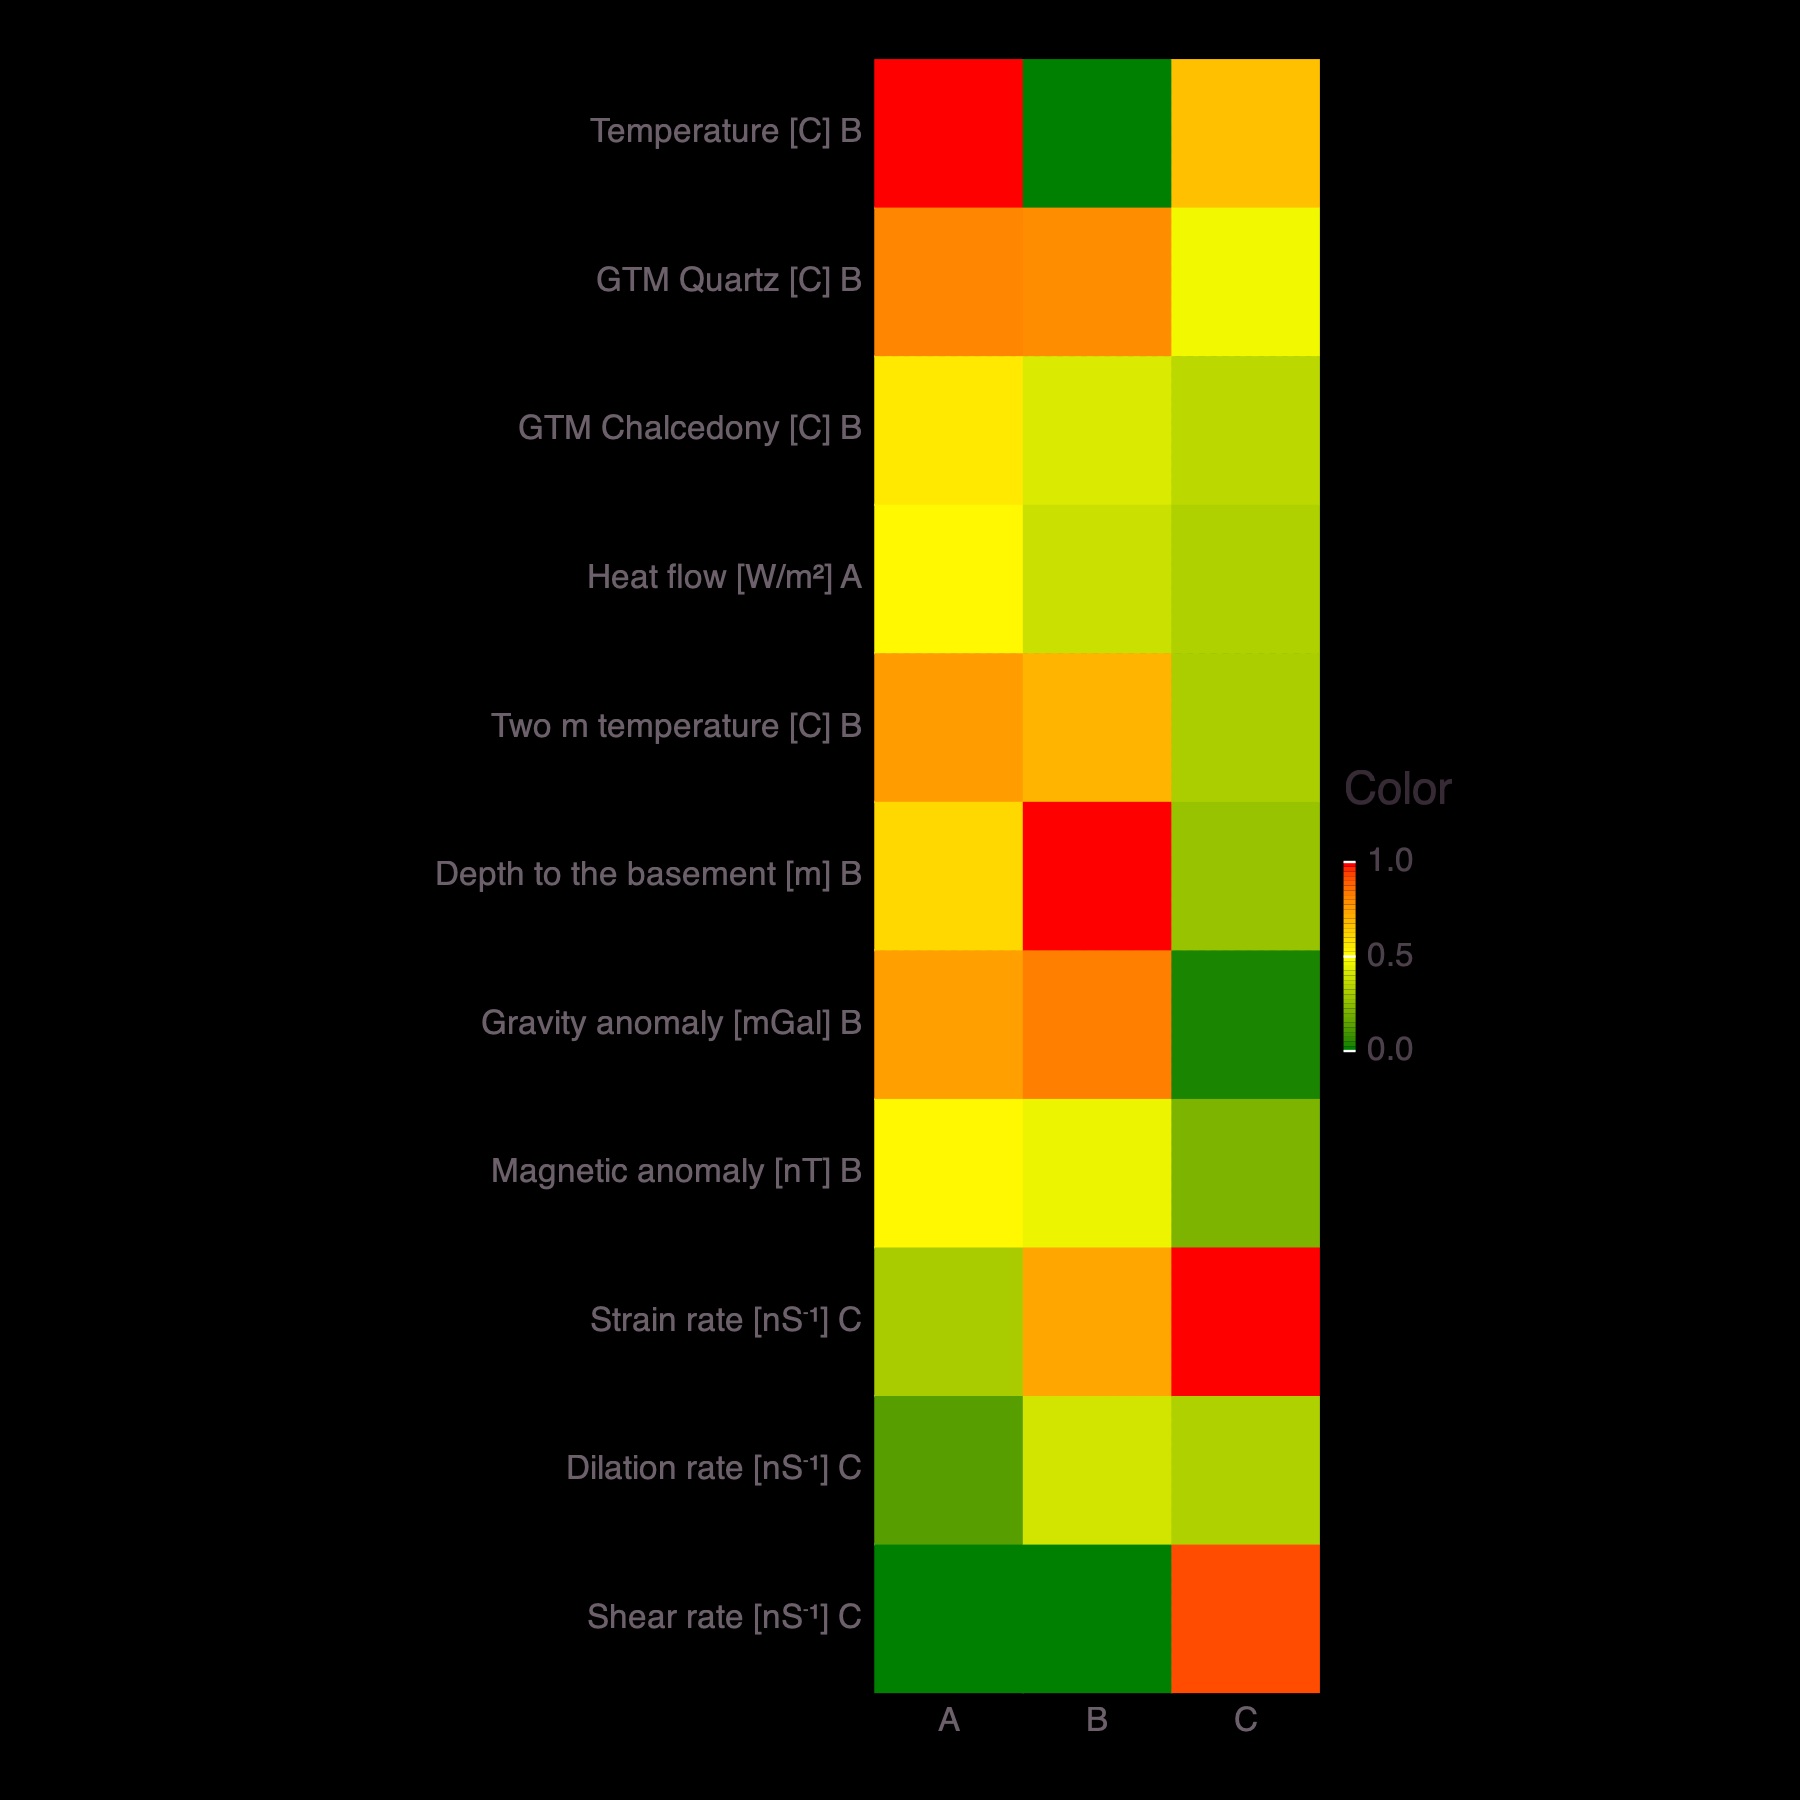 Temperature [C] B
GTM Quartz [C] B
GTM Chalcedony [C] B
Heat flow [W/m²] A
Two m temperature [C] B
Depth to the basement [m] B
Gravity anomaly [mGal] B
Magnetic anomaly [nT] B
Strain rate [nS⁻¹] C
Dilation rate [nS⁻¹] C
Shear rate [nS⁻¹] C
A B C
Color
1.0
0.5
0.0